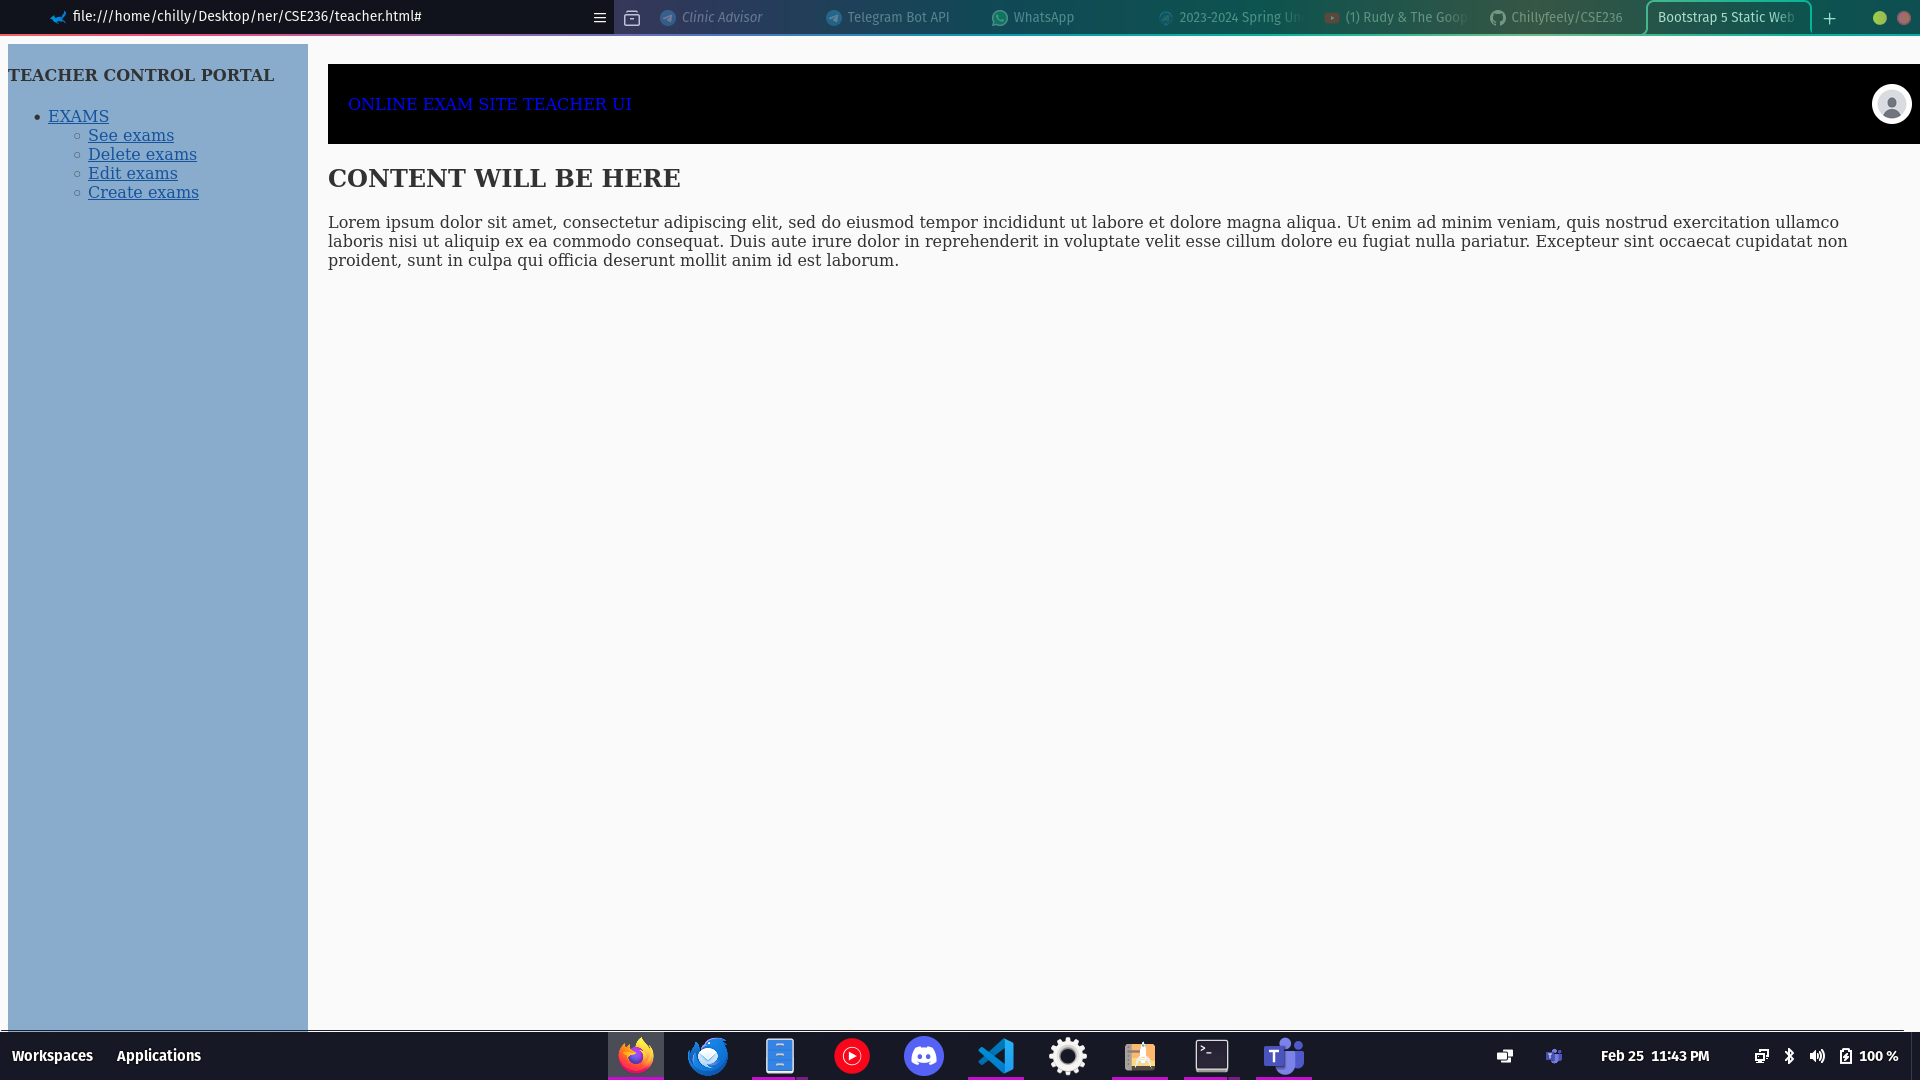 file:///home/chilly/Desktop/ner/CSE236/teacher.html#
Clinic Advisor
Telegram Bot API
WhatsApp
2023-2024 Spring Un
(1) Rudy & The Goop
Chillyfeely/CSE236
Bootstrap 5 Static Web
TEACHER CONTROL PORTAL
EXAMS
See exams
Delete exams
Edit exams
Create exams
ONLINE EXAM SITE TEACHER UI
CONTENT WILL BE HERE
Lorem ipsum dolor sit amet, consectetur adipiscing elit, sed do eiusmod tempor incididunt ut labore et dolore magna aliqua. Ut enim ad minim veniam, quis nostrud exercitation ullamco
laboris nisi ut aliquip ex ea commodo consequat. Duis aute irure dolor in reprehenderit in voluptate velit esse cillum dolore eu fugiat nulla pariatur. Excepteur sint occaecat cupidatat non
proident, sunt in culpa qui officia deserunt mollit anim id est laborum.
Workspaces
Applications
Feb 25 11:43 PM
100 %